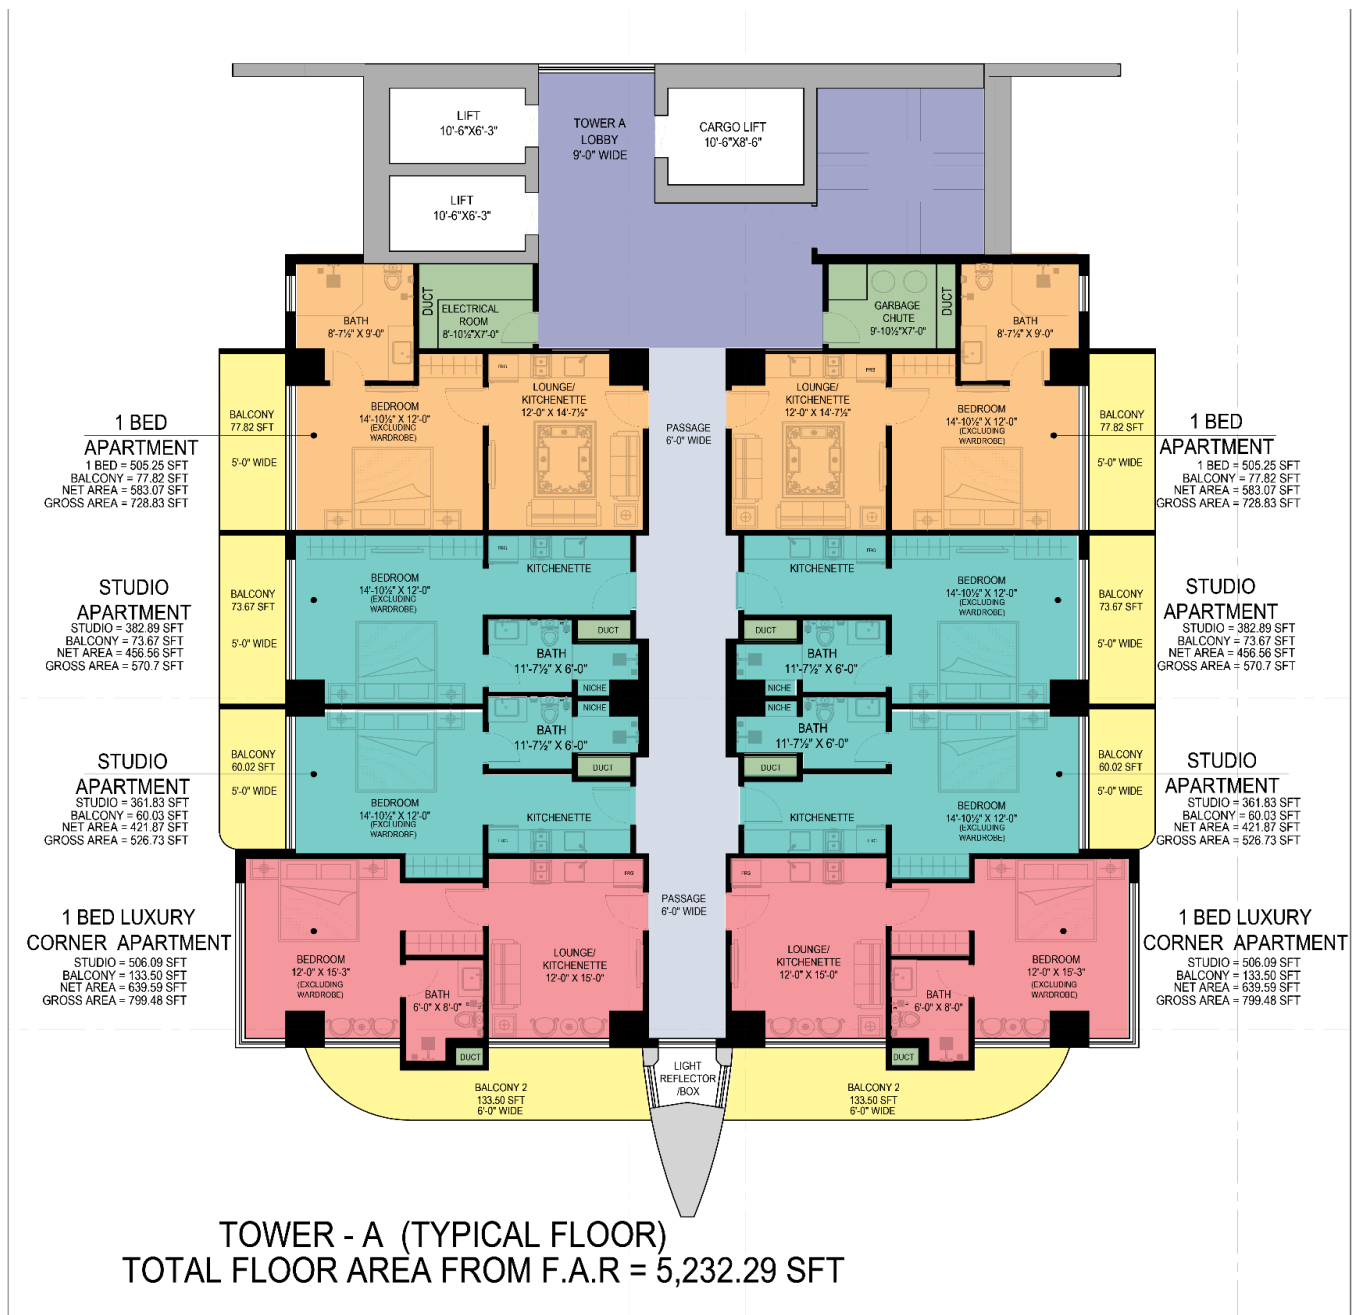 LIFT
10'-6"X6'-3"
TOWER A
LOBBY
9'-0" WIDE
CARGO LIFT
10'-6"X8'-6"
LIFT
10'-6"X6'-3"
BATH
8'-7½" X 9'-0"
DUCT
ELECTRICAL
ROOM
8'-10½"X7'-0"
GARBAGE
CHUTE
9'-10½"X7'-0"
DUCT
BATH
8'-7½" X 9'-0"
1 BED
APARTMENT
1 BED = 505.25 SFT
BALCONY = 77.82 SFT
NET AREA = 583.07 SFT
GROSS AREA = 728.83 SFT
BALCONY
77.82 SFT
5'-0" WIDE
BEDROOM
14'-10½" X 12'-0"
(EXCLUDING
WARDROBE)
FRG
LOUNGE/
KITCHENETTE
12'-0" X 14'-7½"
PASSAGE
6'-0" WIDE
LOUNGE/
KITCHENETTE
12'-0" X 14'-7½"
FRG
BEDROOM
14'-10½" X 12'-0"
(EXCLUDING
WARDROBE)
BALCONY
77.82 SFT
5'-0" WIDE
1 BED
APARTMENT
1 BED = 505.25 SFT
BALCONY = 77.82 SFT
NET AREA = 583.07 SFT
GROSS AREA = 728.83 SFT
STUDIO
APARTMENT
STUDIO = 382.89 SFT
BALCONY = 73.67 SFT
NET AREA = 456.56 SFT
GROSS AREA = 570.7 SFT
BALCONY
73.67 SFT
5'-0" WIDE
BEDROOM
14'-10½" X 12'-0"
(EXCLUDING
WARDROBE)
FRG
KITCHENETTE
DUCT
BATH
11'-7½" X 6'-0"
NICHE
KITCHENETTE
FRG
DUCT
BATH
11'-7½" X 6'-0"
NICHE
BEDROOM
14'-10½" X 12'-0"
(EXCLUDING
WARDROBE)
BALCONY
73.67 SFT
5'-0" WIDE
STUDIO
APARTMENT
STUDIO = 382.89 SFT
BALCONY = 73.67 SFT
NET AREA = 456.56 SFT
GROSS AREA = 570.7 SFT
STUDIO
APARTMENT
STUDIO = 361.83 SFT
BALCONY = 60.03 SFT
NET AREA = 421.87 SFT
GROSS AREA = 526.73 SFT
BALCONY
60.02 SFT
5'-0" WIDE
NICHE
BATH
11'-7½" X 6'-0"
DUCT
BEDROOM
14'-10½" X 12'-0"
(EXCLUDING
WARDROBE)
KITCHENETTE
NICHE
BATH
11'-7½" X 6'-0"
DUCT
KITCHENETTE
BEDROOM
14'-10½" X 12'-0"
(EXCLUDING
WARDROBE)
BALCONY
60.02 SFT
5'-0" WIDE
STUDIO
APARTMENT
STUDIO = 361.83 SFT
BALCONY = 60.03 SFT
NET AREA = 421.87 SFT
GROSS AREA = 526.73 SFT
1 BED LUXURY
CORNER APARTMENT
STUDIO = 506.09 SFT
BALCONY = 133.50 SFT
NET AREA = 639.59 SFT
GROSS AREA = 799.48 SFT
BEDROOM
12'-0" X 15'-3"
(EXCLUDING
WARDROBE)
BATH
6'-0" X 8'-0"
DUCT
FRG
LOUNGE/
KITCHENETTE
12'-0" X 15'-0"
PASSAGE
6'-0" WIDE
FRG
LOUNGE/
KITCHENETTE
12'-0" X 15'-0"
BATH
6'-0" X 8'-0"
DUCT
BEDROOM
12'-0" X 15'-3"
(EXCLUDING
WARDROBE)
1 BED LUXURY
CORNER APARTMENT
STUDIO = 506.09 SFT
BALCONY = 133.50 SFT
NET AREA = 639.59 SFT
GROSS AREA = 799.48 SFT
BALCONY 2
133.50 SFT
6'-0" WIDE
LIGHT
REFLECTOR
/BOX
BALCONY 2
133.50 SFT
6'-0" WIDE
TOWER - A (TYPICAL FLOOR)
TOTAL FLOOR AREA FROM F.A.R = 5,232.29 SFT